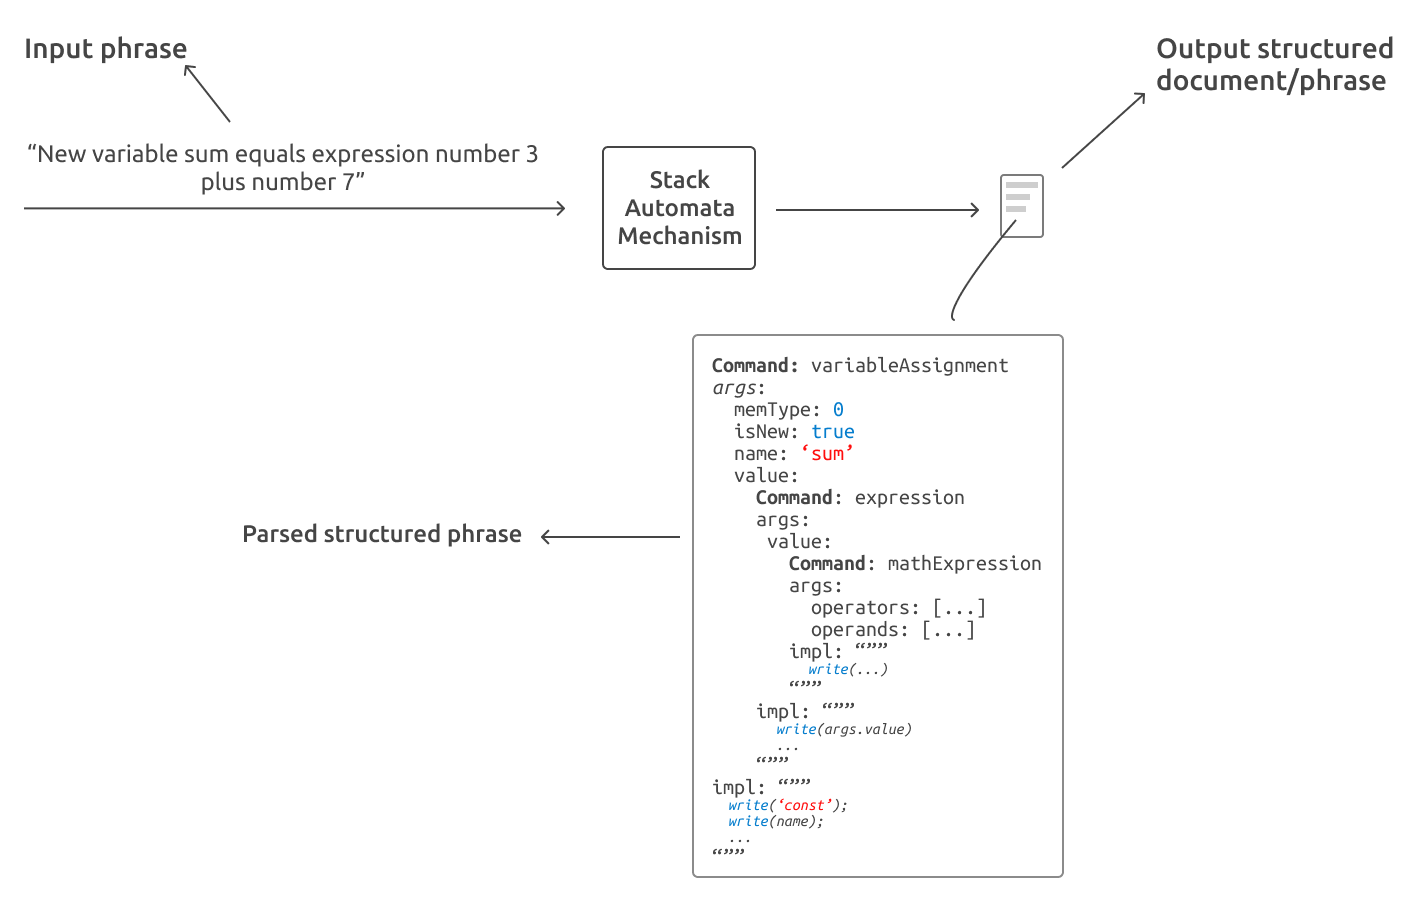 Input phrase
Output structured
document/phrase
“New variable sum equals expression number 3
plus number 7”
Stack
Automata
Mechanism
Command: variableAssignment
args:
memType: 0
isNew: true
name: ‘sum’
value:
Command: expression
args:
value:
Command: mathExpression
args:
operators: [...]
operands: [...]
impl: “””
write(...)
“””
impl: “””
write(args.value)
...
“””
impl: “””
write(‘const’);
write(name);
...
“””
Parsed structured phrase